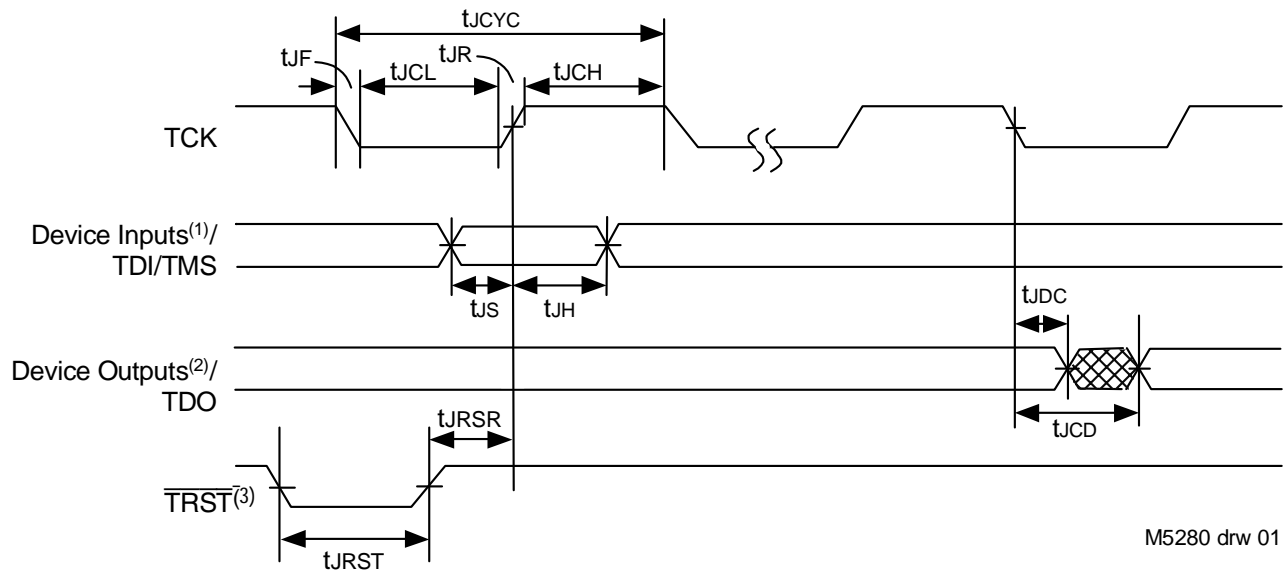 tJCYC
tJF
tJR
tJCL
tJCH
TCK
Device Inputs(1)/
TDI/TMS
tJS
tJH
tJDC
Device Outputs(2)/
TDO
tJRSR
tJCD
TRST(3)
tJRST
M5280 drw 01